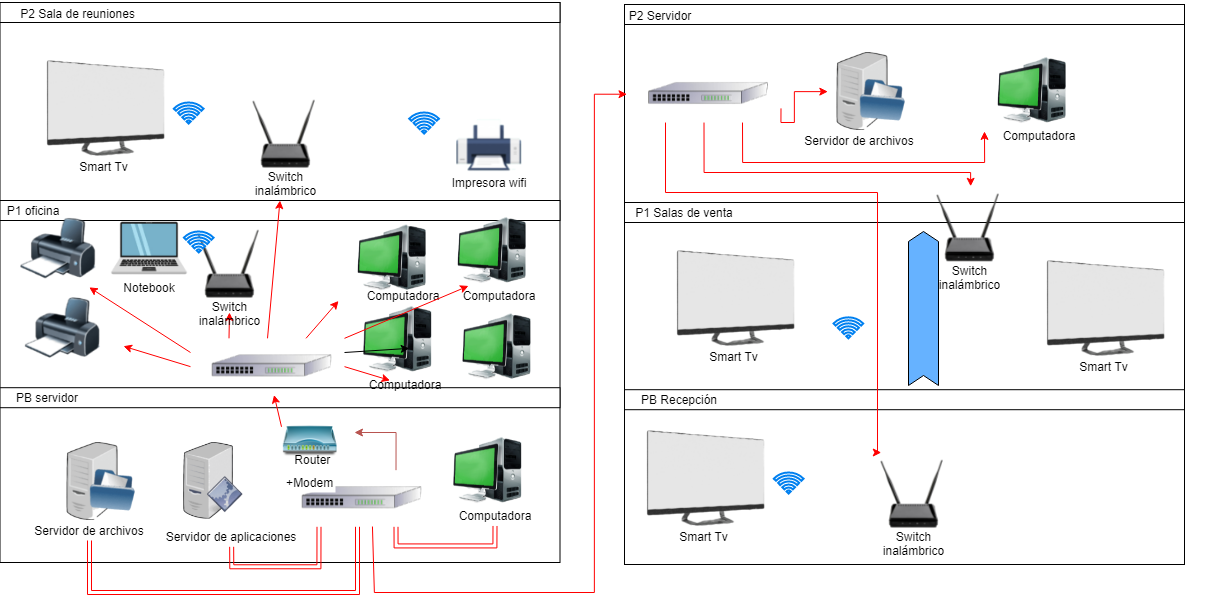 P2 Sala de reuniones
Smart Tv
Switch
inalámbrico
Impresora wifi
P1 oficina
Notebook
Switch
inalámbrico
Computadora
Computadora
Computadora
PB servidor
Servidor de archivos
Servidor de aplicaciones
Router
+Modem
Computadora
P2 Servidor
Servidor de archivos
Computadora
P1 Salas de venta
Smart Tv
Switch
inalámbrico
Smart Tv
PB Recepción
Smart Tv
Switch
inalámbrico